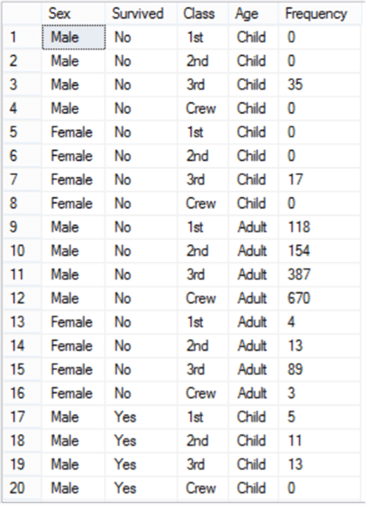 Sex Survived Class Age Frequency
1 Male No 1st Child 0
2 Male No 2nd Child 0
3 Male No 3rd Child 35
4 Male No Crew Child 0
5 Female No 1st Child 0
6 Female No 2nd Child 0
7 Female No 3rd Child 17
8 Female No Crew Child 0
9 Male No 1st Adult 118
10 Male No 2nd Adult 154
11 Male No 3rd Adult 387
12 Male No Crew Adult 670
13 Female No 1st Adult 4
14 Female No 2nd Adult 13
15 Female No 3rd Adult 89
16 Female No Crew Adult 3
17 Male Yes 1st Child 5
18 Male Yes 2nd Child 11
19 Male Yes 3rd Child 13
20 Male Yes Crew Child 0